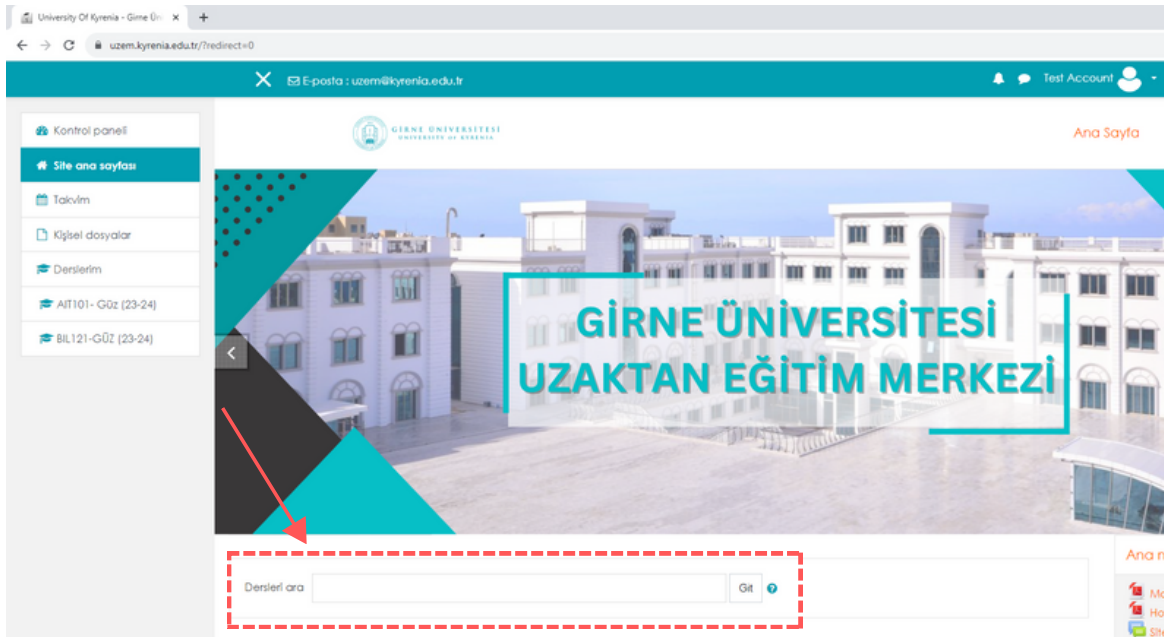 University Of Kyrenia - Girne Ün
uzem.kyrenia.edu.tr/?redirect=0
E-posta : uzem@kyrenia.edu.tr
Test Account
Kontrol paneli
Site ana sayfası
Takvim
Kişisel dosyalar
Derslerim
AIT101- Güz (23-24)
BIL121-GÜZ (23-24)
GİRNE ÜNİVERSİTESİ
UNIVERSITY OF KYRENIA
Ana Sayfa
GİRNE ÜNİVERSİTESİ
UZAKTAN EĞİTİM MERKEZİ
Dersleri ara
Git
Ana